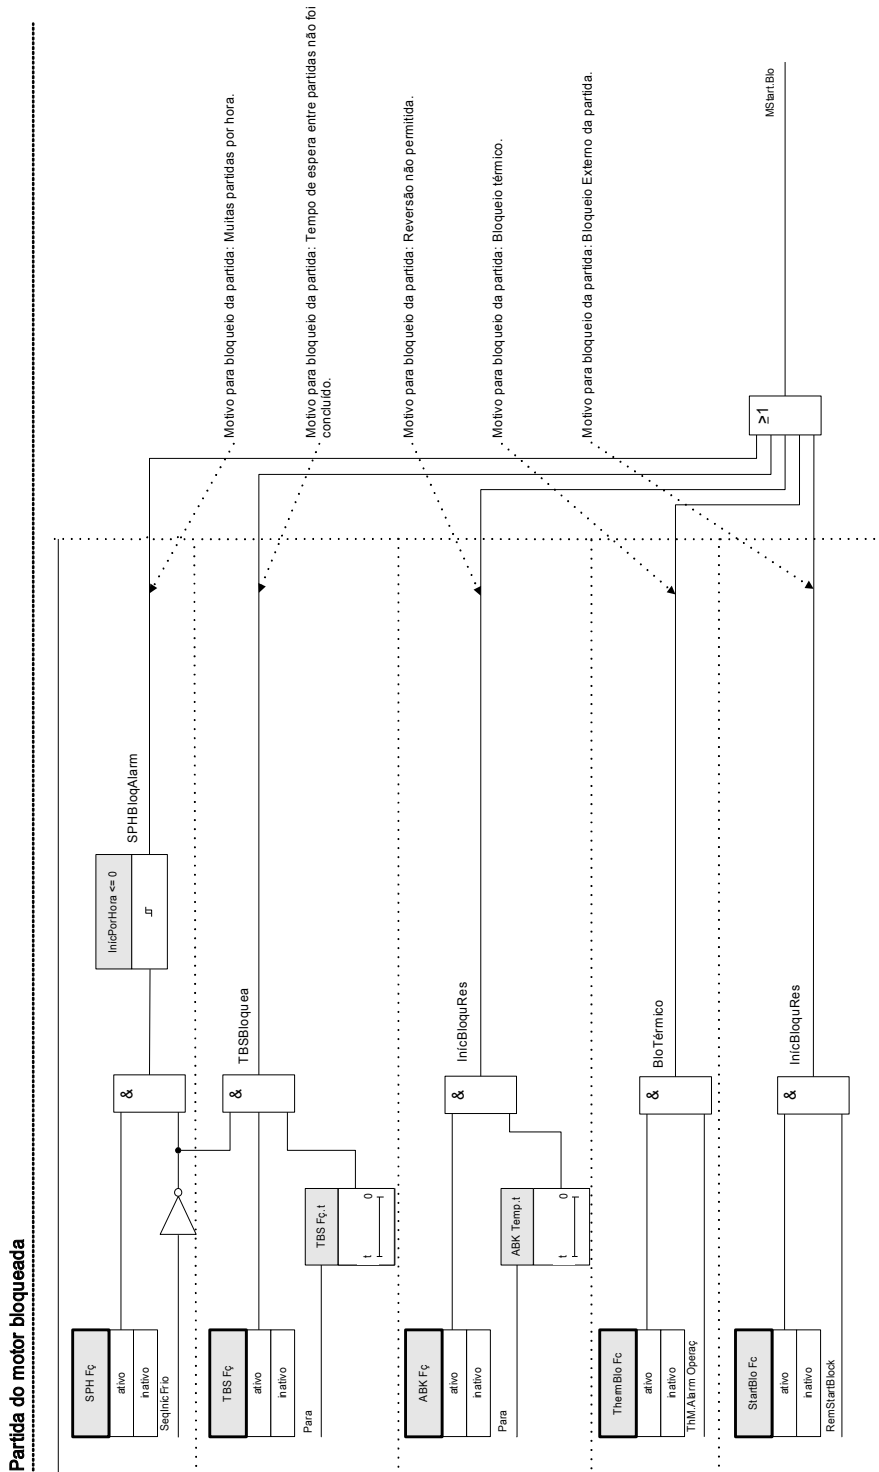 Partida do motor bloqueada
SPH Fç
ativo
inativo
SeqInicFrio
&
InicPorHora <= 0
SPHBloqAlarm
Motivo para bloqueio da partida: Muitas partidas por hora.
TBS Fç
ativo
inativo
Para
TBS Fç.t
t
0
&
TBSBloquea
Motivo para bloqueio da partida: Tempo de espera entre partidas não foi
concluído.
ABK Fç
ativo
inativo
Para
ABK Temp.t
t
0
&
InícBloquRes
Motivo para bloqueio da partida: Reversão não permitida.
ThermBlo Fc
ativo
inativo
ThM.Alarm Operaç
&
BloTérmico
Motivo para bloqueio da partida: Bloqueio térmico.
StartBlo Fc
ativo
inativo
RemStartBlock
&
InícBloquRes
Motivo para bloqueio da partida: Bloqueio Externo da partida.
≥1
MStart.Blo